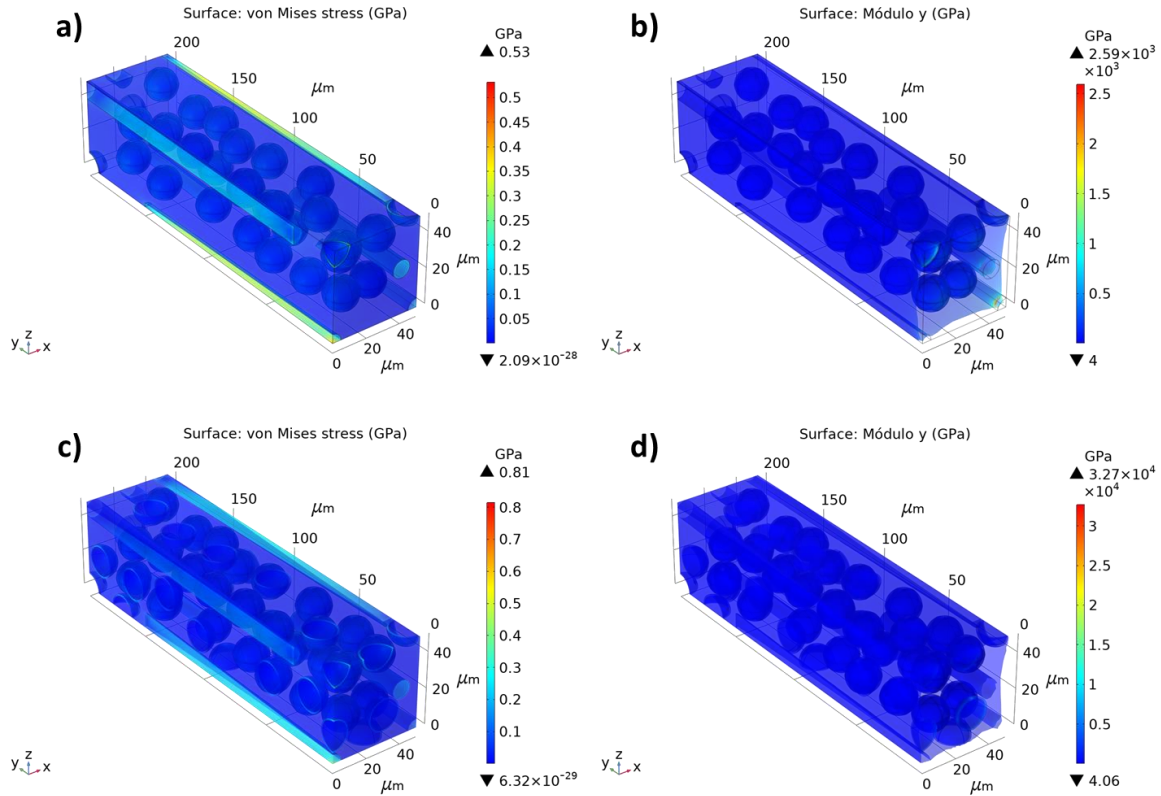 a)
Surface: von Mises stress (GPa)
GPa
▲ 0.53
200
150
µm
100
50
0
40
20
µm
0
40
20
0
µm
0.5
0.45
0.4
0.35
0.3
0.25
0.2
0.15
0.1
0.05
▼ 2.09×10⁻²⁸
y z x
b)
Surface: Módulo y (GPa)
GPa
▲ 2.59×10³
×10³
200
150
µm
100
50
0
40
20
µm
0
40
20
0
µm
2.5
2
1.5
1
0.5
▼ 4
y z x
c)
Surface: von Mises stress (GPa)
GPa
▲ 0.81
200
150
µm
100
50
0
40
20
µm
0
40
20
0
µm
0.8
0.7
0.6
0.5
0.4
0.3
0.2
0.1
▼ 6.32×10⁻²⁹
y z x
d)
Surface: Módulo y (GPa)
GPa
▲ 3.27×10⁴
×10⁴
200
150
µm
100
50
0
40
20
µm
0
40
20
0
µm
3
2.5
2
1.5
1
0.5
▼ 4.06
y z x